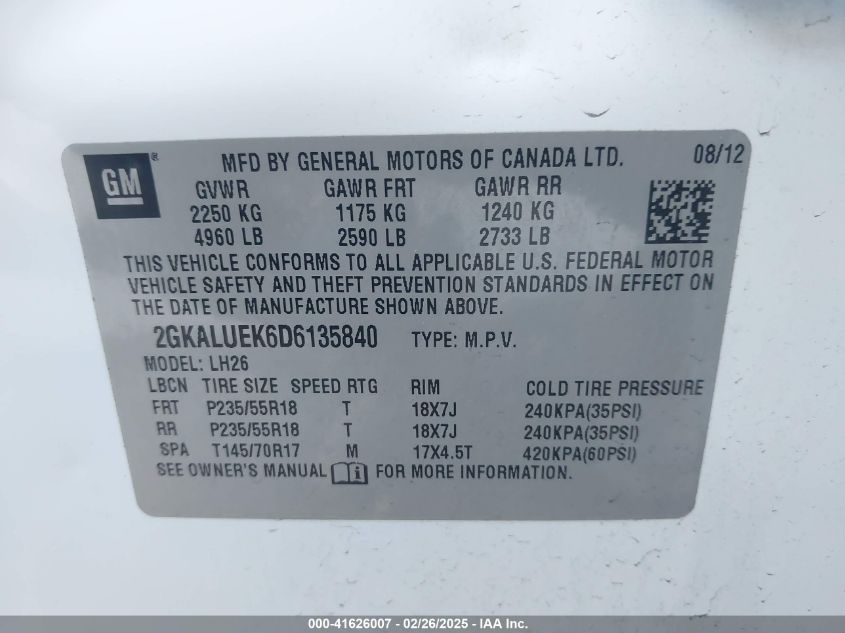 GM®
MFD BY GENERAL MOTORS OF CANADA LTD. 08/12
GVWR GAWR FRT GAWR RR
2250 KG 1175 KG 1240 KG
4960 LB 2590 LB 2733 LB
THIS VEHICLE CONFORMS TO ALL APPLICABLE U.S. FEDERAL MOTOR
VEHICLE SAFETY AND THEFT PREVENTION STANDARDS IN EFFECT ON
THE DATE OF MANUFACTURE SHOWN ABOVE.
2GKALUEK6D6135840 TYPE: M.P.V.
MODEL: LH26
LBCN TIRE SIZE SPEED RTG RIM COLD TIRE PRESSURE
FRT P235/55R18 T 18X7J 240KPA(35PSI)
RR P235/55R18 T 18X7J 240KPA(35PSI)
SPA T145/70R17 M 17X4.5T 420KPA(60PSI)
SEE OWNER'S MANUAL FOR MORE INFORMATION.
000-41626007 - 02/26/2025 - IAA Inc.